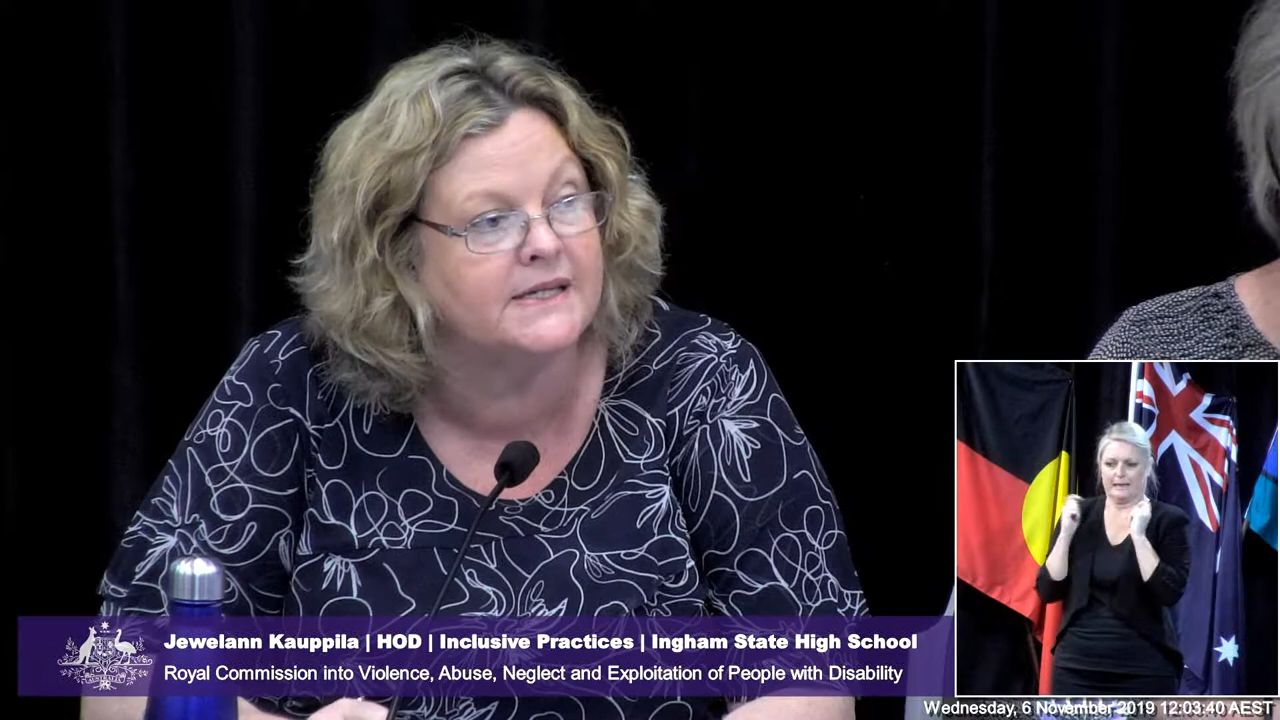 Jewelann Kauppila | HOD | Inclusive Practices | Ingham State High School
Royal Commission into Violence, Abuse, Neglect and Exploitation of People with Disability
Wednesday, 6 November 2019 12:03:40 AEST